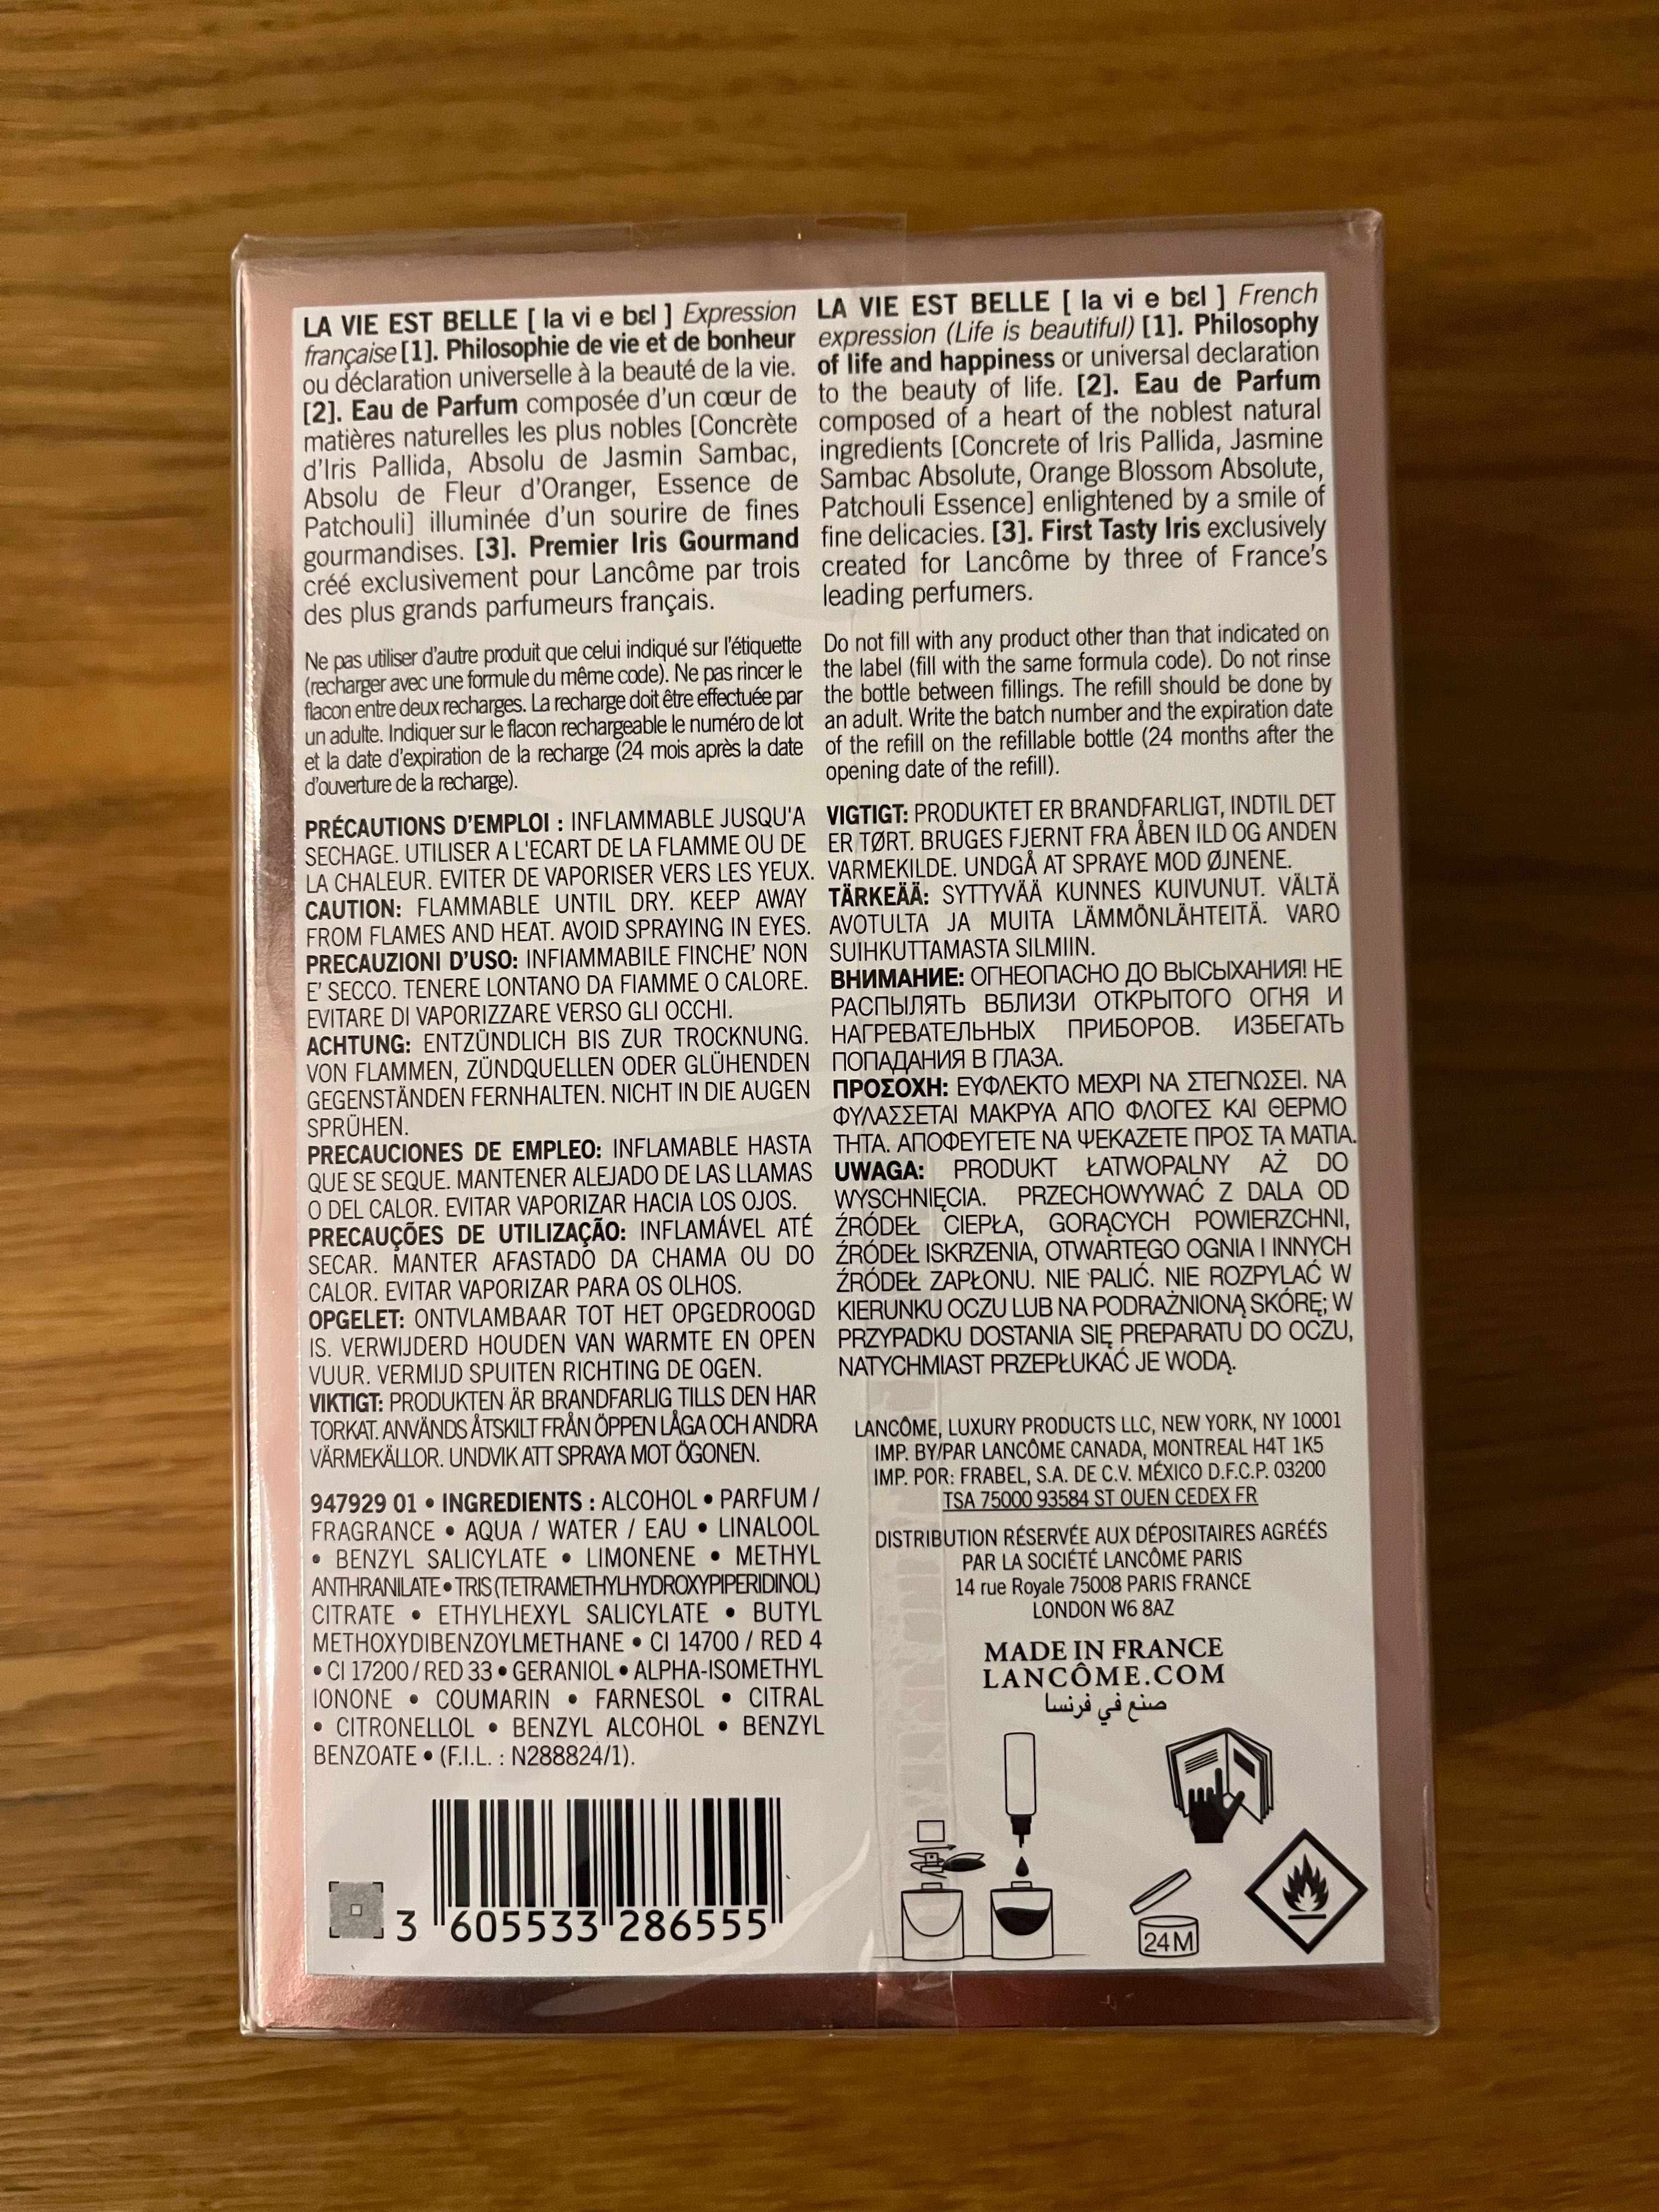 LA VIE EST BELLE [ la vi e bɛl ] Expression
française [1]. Philosophie de vie et de bonheur
ou déclaration universelle à la beauté de la vie.
[2]. Eau de Parfum composée d'un cœur de
matières naturelles les plus nobles [Concrète
d'Iris Pallida, Absolu de Jasmin Sambac,
Absolu de Fleur d'Oranger, Essence de
Patchouli] illuminée d'un sourire de fines
gourmandises. [3]. Premier Iris Gourmand
créé exclusivement pour Lancôme par trois
des plus grands parfumeurs français.
Ne pas utiliser d'autre produit que celui indiqué sur l'étiquette
(recharger avec une formule du même code). Ne pas rincer le
flacon entre deux recharges. La recharge doit être effectuée par
un adulte. Indiquer sur le flacon rechargeable le numéro de lot
et la date d'expiration de la recharge (24 mois après la date
d'ouverture de la recharge).
PRÉCAUTIONS D'EMPLOI : INFLAMMABLE JUSQU'A
SECHAGE. UTILISER A L'ECART DE LA FLAMME OU DE
LA CHALEUR. EVITER DE VAPORISER VERS LES YEUX.
CAUTION: FLAMMABLE UNTIL DRY. KEEP AWAY
FROM FLAMES AND HEAT. AVOID SPRAYING IN EYES.
PRECAUZIONI D'USO: INFIAMMABILE FINCHE' NON
E' SECCO. TENERE LONTANO DA FIAMME O CALORE.
EVITARE DI VAPORIZZARE VERSO GLI OCCHI.
ACHTUNG: ENTZÜNDLICH BIS ZUR TROCKNUNG.
VON FLAMMEN, ZÜNDQUELLEN ODER GLÜHENDEN
GEGENSTÄNDEN FERNHALTEN. NICHT IN DIE AUGEN
SPRÜHEN.
PRECAUCIONES DE EMPLEO: INFLAMABLE HASTA
QUE SE SEQUE. MANTENER ALEJADO DE LAS LLAMAS
O DEL CALOR. EVITAR VAPORIZAR HACIA LOS OJOS.
PRECAUÇÕES DE UTILIZAÇÃO: INFLAMÁVEL ATÉ
SECAR. MANTER AFASTADO DA CHAMA OU DO
CALOR. EVITAR VAPORIZAR PARA OS OLHOS.
OPGELET: ONTVLAMBAAR TOT HET OPGEDROOGD
IS. VERWIJDERD HOUDEN VAN WARMTE EN OPEN
VUUR. VERMIJD SPUITEN RICHTING DE OGEN.
VIKTIGT: PRODUKTEN ÄR BRANDFARLIG TILLS DEN HAR
TORKAT. ANVÄNDS ÅTSKILT FRÅN ÖPPEN LÅGA OCH ANDRA
VÄRMEKÄLLOR. UNDVIK ATT SPRAYA MOT ÖGONEN.
947929 01 • INGREDIENTS : ALCOHOL • PARFUM /
FRAGRANCE • AQUA / WATER / EAU • LINALOOL
• BENZYL SALICYLATE • LIMONENE • METHYL
ANTHRANILATE • TRIS (TETRAMETHYLHYDROXYPIPERIDINOL)
CITRATE • ETHYLHEXYL SALICYLATE • BUTYL
METHOXYDIBENZOYLMETHANE • CI 14700 / RED 4
• CI 17200 / RED 33 • GERANIOL • ALPHA-ISOMETHYL
IONONE • COUMARIN • FARNESOL • CITRAL
• CITRONELLOL • BENZYL ALCOHOL • BENZYL
BENZOATE • (F.I.L. : N288824/1).
3 605533 286555
LA VIE EST BELLE [ la vi e bɛl ] French
expression (Life is beautiful) [1]. Philosophy
of life and happiness or universal declaration
to the beauty of life. [2]. Eau de Parfum
composed of a heart of the noblest natural
ingredients [Concrete of Iris Pallida, Jasmine
Sambac Absolute, Orange Blossom Absolute,
Patchouli Essence] enlightened by a smile of
fine delicacies. [3]. First Tasty Iris exclusively
created for Lancôme by three of France's
leading perfumers.
Do not fill with any product other than that indicated on
the label (fill with the same formula code). Do not rinse
the bottle between fillings. The refill should be done by
an adult. Write the batch number and the expiration date
of the refill on the refillable bottle (24 months after the
opening date of the refill).
VIGTIGT: PRODUKTET ER BRANDFARLIGT, INDTIL DET
ER TØRT. BRUGES FJERNT FRA ÅBEN ILD OG ANDEN
VARMEKILDE. UNDGÅ AT SPRAYE MOD ØJNENE.
TÄRKEÄÄ: SYTTYVÄÄ KUNNES KUIVUNUT. VÄLTÄ
AVOTULTA JA MUITA LÄMMÖNLÄHTEITÄ. VARO
SUIHKUTTAMASTA SILMIIN.
ВНИМАНИЕ: ОГНЕОПАСНО ДО ВЫСЫХАНИЯ! НЕ
РАСПЫЛЯТЬ ВБЛИЗИ ОТКРЫТОГО ОГНЯ И
НАГРЕВАТЕЛЬНЫХ ПРИБОРОВ. ИЗБЕГАТЬ
ПОПАДАНИЯ В ГЛАЗА.
ΠΡΟΣΟΧΗ: ΕΥΦΛΕΚΤΟ ΜΕΧΡΙ ΝΑ ΣΤΕΓΝΩΣΕΙ. ΝΑ
ΦΥΛΑΣΣΕΤΑΙ ΜΑΚΡΥΑ ΑΠΟ ΦΛΟΓΕΣ ΚΑΙ ΘΕΡΜΟ
ΤΗΤΑ. ΑΠΟΦΕΥΓΕΤΕ ΝΑ ΨΕΚΑΖΕΤΕ ΠΡΟΣ ΤΑ ΜΑΤΙΑ.
UWAGA: PRODUKT ŁATWOPALNY AŻ DO
WYSCHNIĘCIA. PRZECHOWYWAĆ Z DALA OD
ŹRÓDEŁ CIEPŁA, GORĄCYCH POWIERZCHNI,
ŹRÓDEŁ ISKRZENIA, OTWARTEGO OGNIA I INNYCH
ŹRÓDEŁ ZAPŁONU. NIE PALIĆ. NIE ROZPYLAĆ W
KIERUNKU OCZU LUB NA PODRAŻNIONĄ SKÓRĘ; W
PRZYPADKU DOSTANIA SIĘ PREPARATU DO OCZU,
NATYCHMIAST PRZEPŁUKAĆ JE WODĄ.
LANCÔME, LUXURY PRODUCTS LLC, NEW YORK, NY 10001
IMP. BY/PAR LANCÔME CANADA, MONTREAL H4T 1K5
IMP. POR: FRABEL, S.A. DE C.V. MÉXICO D.F.C.P. 03200
TSA 75000 93584 ST OUEN CEDEX FR
DISTRIBUTION RÉSERVÉE AUX DÉPOSITAIRES AGRÉÉS
PAR LA SOCIÉTÉ LANCÔME PARIS
14 rue Royale 75008 PARIS FRANCE
LONDON W6 8AZ
MADE IN FRANCE
LANCÔME.COM
صنع في فرنسا
24M